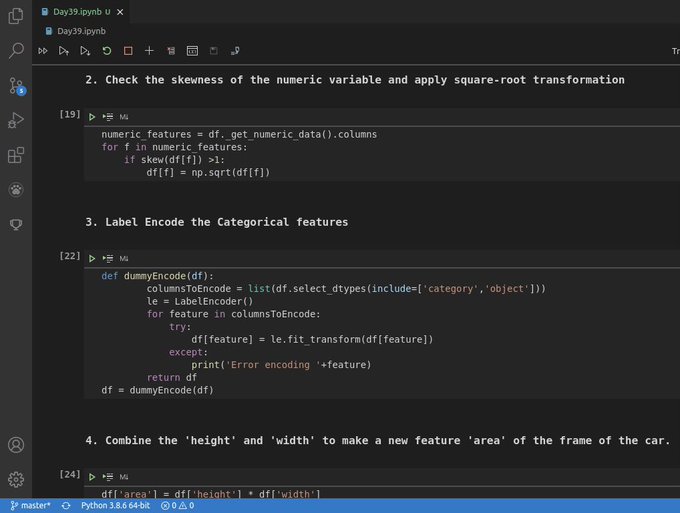 Day39.ipynb U
Day39.ipynb
Tr
2. Check the skewness of the numeric variable and apply square-root transformation
[19]
M↓
numeric_features = df._get_numeric_data().columns
for f in numeric_features:
    if skew(df[f]) >1:
        df[f] = np.sqrt(df[f])
3. Label Encode the Categorical features
[22]
M↓
def dummyEncode(df):
        columnsToEncode = list(df.select_dtypes(include=['category','object']))
        le = LabelEncoder()
        for feature in columnsToEncode:
            try:
                df[feature] = le.fit_transform(df[feature])
            except:
                print('Error encoding '+feature)
        return df
df = dummyEncode(df)
4. Combine the 'height' and 'width' to make a new feature 'area' of the frame of the car.
[24]
M↓
df['area'] = df['height'] * df['width']
5
master* Python 3.8.6 64-bit 0 0